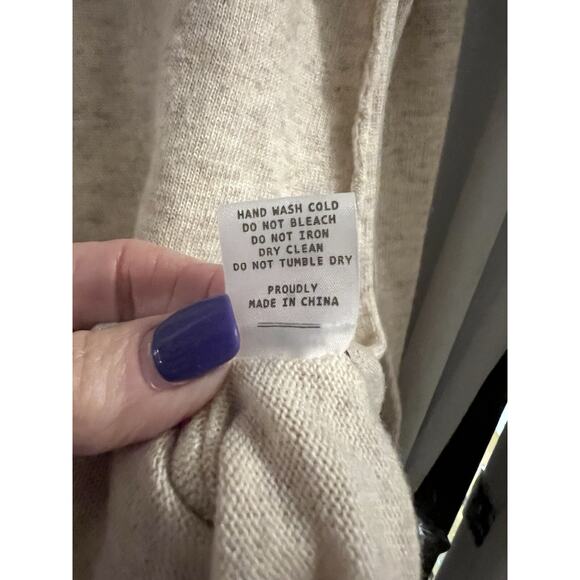 HAND WASH COLD
DO NOT BLEACH
DO NOT IRON
DRY CLEAN
DO NOT TUMBLE DRY
PROUDLY
MADE IN CHINA